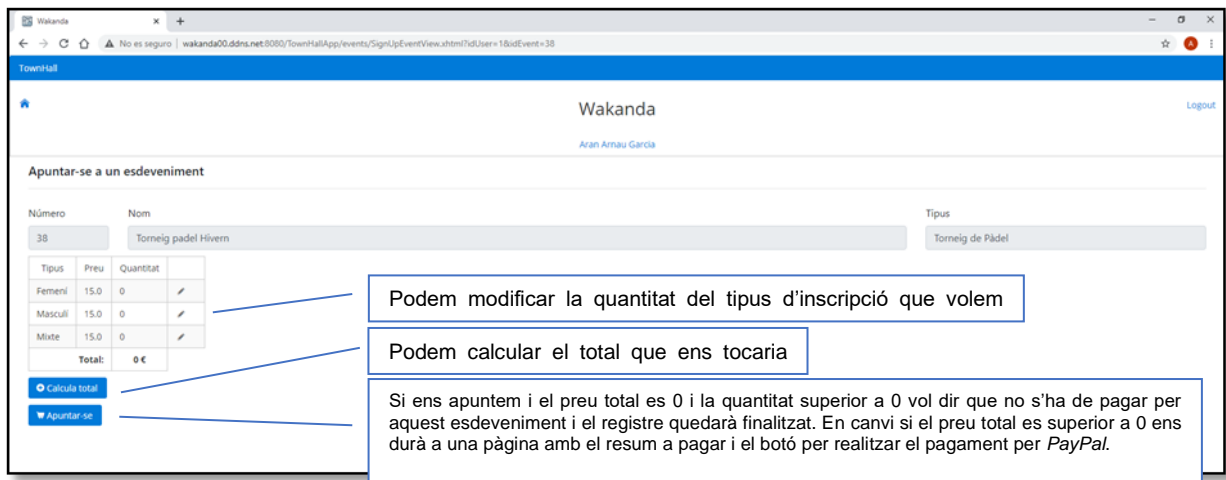 Wakanda
No es seguro | wakanda00.ddns.net:8080/TownHallApp/events/SignUpEventView.xhtml?idUser=1&idEvent=38
A
TownHall
Wakanda
Logout
Aran Arnau Garcia
Apuntar-se a un esdeveniment
Número Nom Tipus
38 Torneig padel Hivern Torneig de Pàdel
Tipus Preu Quantitat
Femení 15.0 0
Masculí 15.0 0
Mixte 15.0 0
Total: 0 €
Calcula total
Apuntar-se
Podem modificar la quantitat del tipus d’inscripció que volem
Podem calcular el total que ens tocaria
Si ens apuntem i el preu total es 0 i la quantitat superior a 0 vol dir que no s’ha de pagar per
aquest esdeveniment i el registre quedarà finalitzat. En canvi si el preu total es superior a 0 ens
durà a una pàgina amb el resum a pagar i el botó per realitzar el pagament per PayPal.